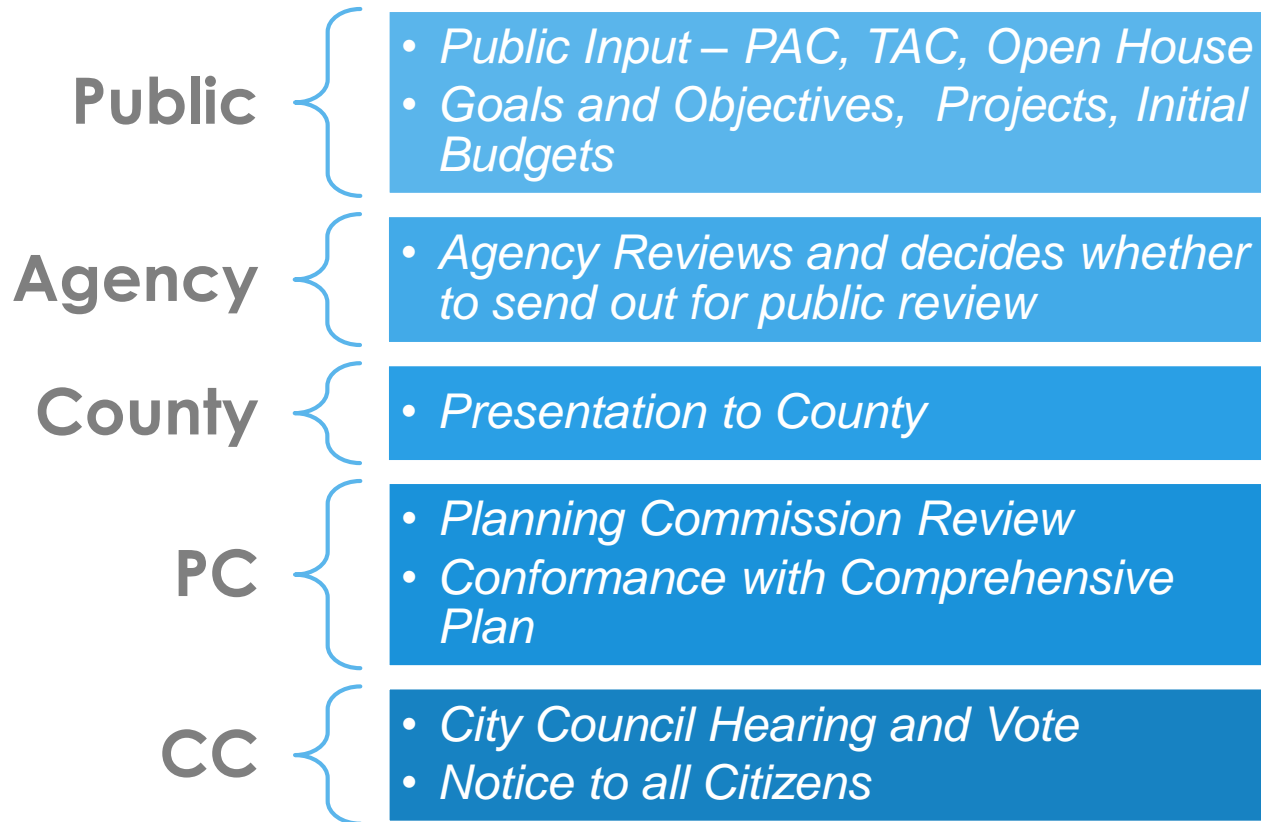 Public
• Public Input – PAC, TAC, Open House
• Goals and Objectives, Projects, Initial
Budgets
Agency
• Agency Reviews and decides whether
to send out for public review
County
• Presentation to County
PC
• Planning Commission Review
• Conformance with Comprehensive
Plan
CC
• City Council Hearing and Vote
• Notice to all Citizens